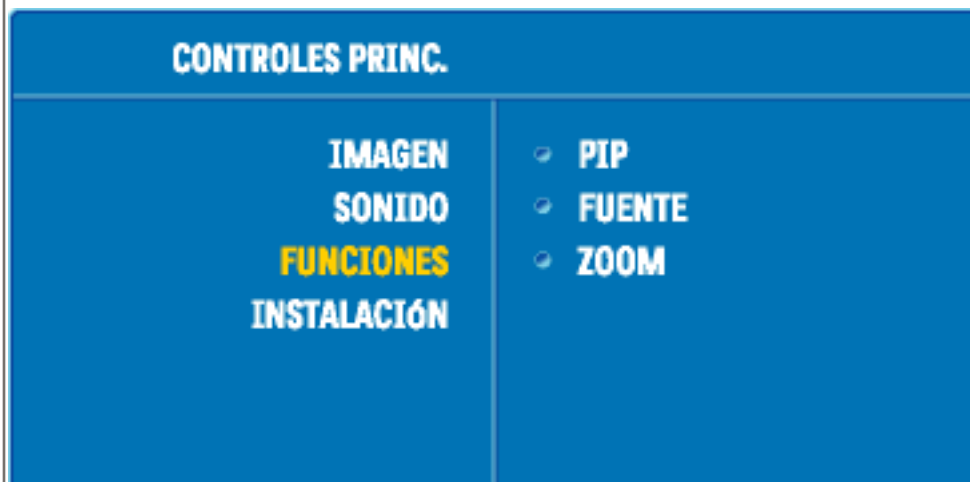 CONTROLES PRINC.
IMAGEN
SONIDO
FUNCIONES
INSTALACIóN
PIP
FUENTE
ZOOM